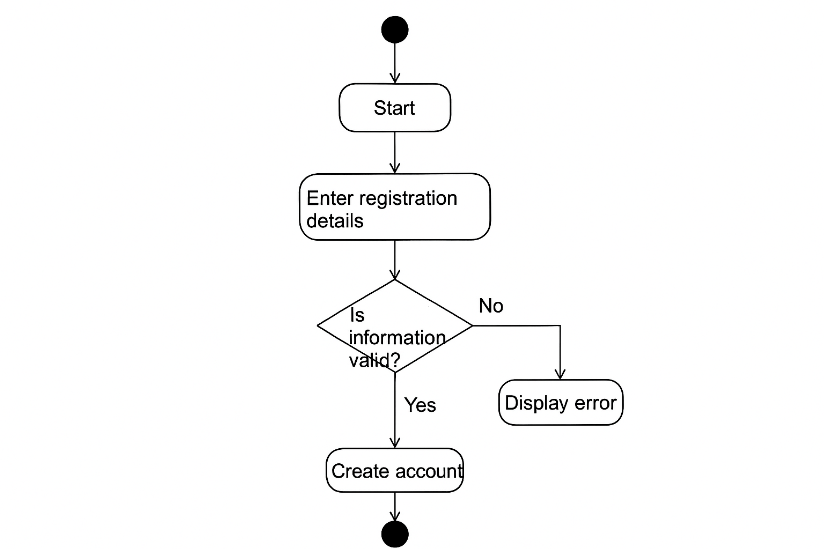 Start
Enter registration
details
Is
information
valid?
No
Yes
Display error
Create account